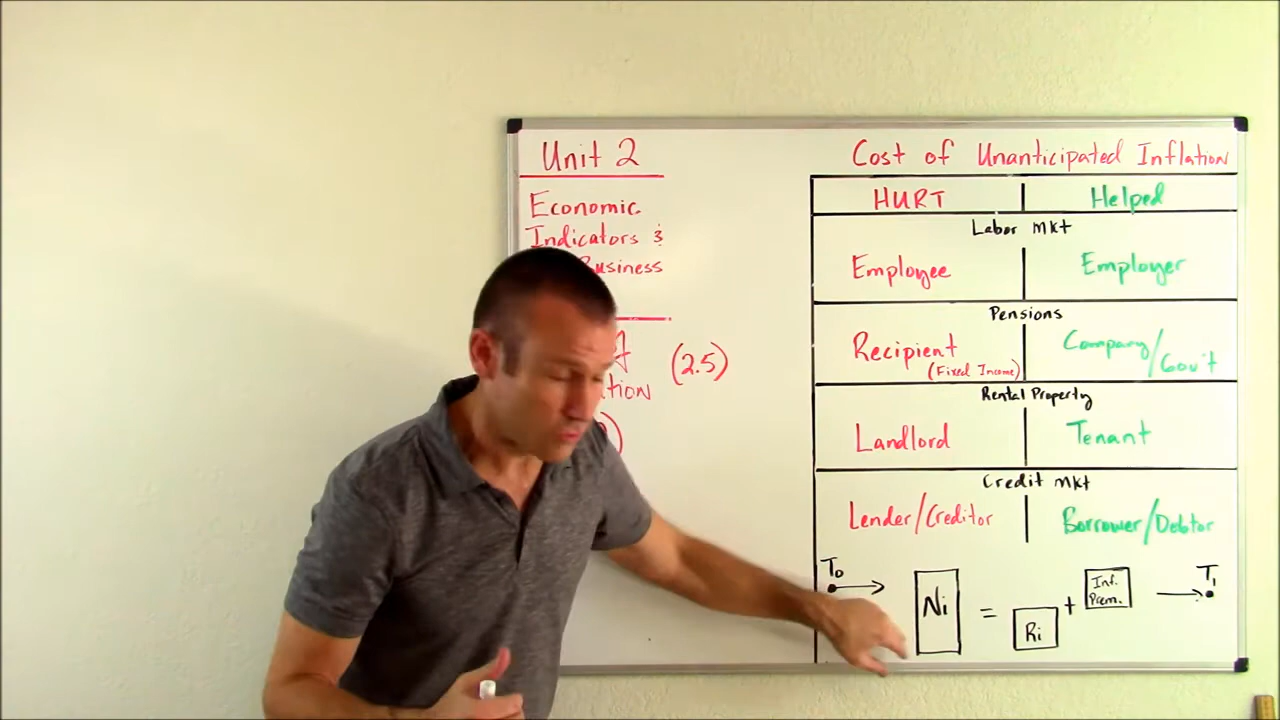 Unit 2
Economic
Indicators &
Business
(2.5)
Cost of Unanticipated Inflation
HURT
Helped
Labor Mkt
Employee
Employer
Pensions
Recipient
(Fixed Income)
Company/Gov't
Rental Property
Landlord
Tenant
Credit Mkt
Lender/Creditor
Borrower/Debtor
T0
Ni = Ri + Inf. Prem.
T1